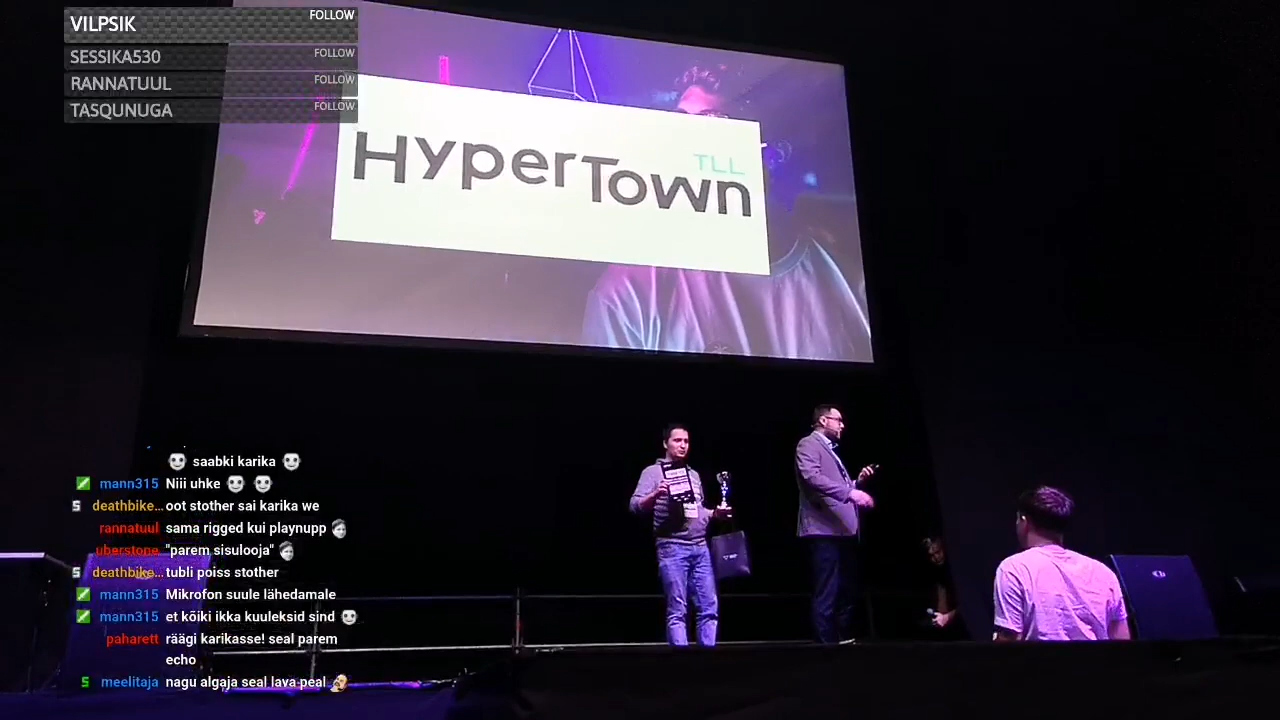 VILPSIK FOLLOW
SESSIKA530 FOLLOW
RANNATUUL FOLLOW
TASQUNUGA FOLLOW
HyperTown TLL
saabki karika
mann315 Niii uhke
deathbike... oot stother sai karika we
rannatuul sama rigged kui playnupp
uberstone "parem sisulooja"
deathbike... tubli poiss stother
mann315 Mikrofon suule lähedamale
mann315 et kõiki ikka kuuleksid sind
paharett räägi karikasse! seal parem
echo
meelitaja nagu algaja seal lava peal